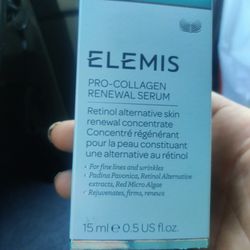 ELEMIS
PRO-COLLAGEN
RENEWAL SERUM
Retinol alternative skin
renewal concentrate
Concentré régénérant
pour la peau constituant
une alternative au rétinol
✓ For fine lines and wrinkles
✓ Padina Pavonica, Retinol Alternative
extracts, Red Micro Algae
✓ Rejuvenates, firms, renews
15 ml e 0.5 US fl.oz.